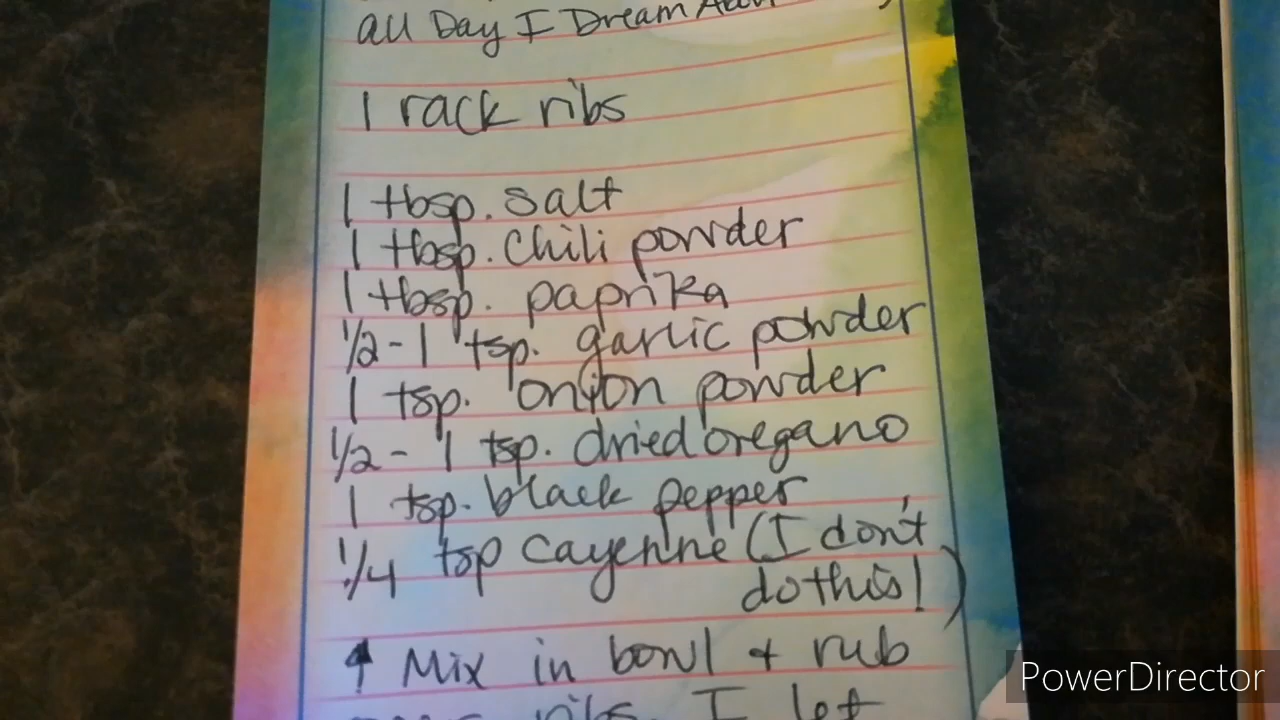 all Day I Dream
1 rack ribs
1 tbsp. salt
1 tbsp. chili powder
1 tbsp. paprika
1/2 - 1 tsp. garlic powder
1 tsp. onion powder
1/2 - 1 tsp. dried oregano
1 tsp. black pepper
1/4 tsp cayenne (I don't
do this!)
Mix in bowl + rub
ribs. I let
PowerDirector